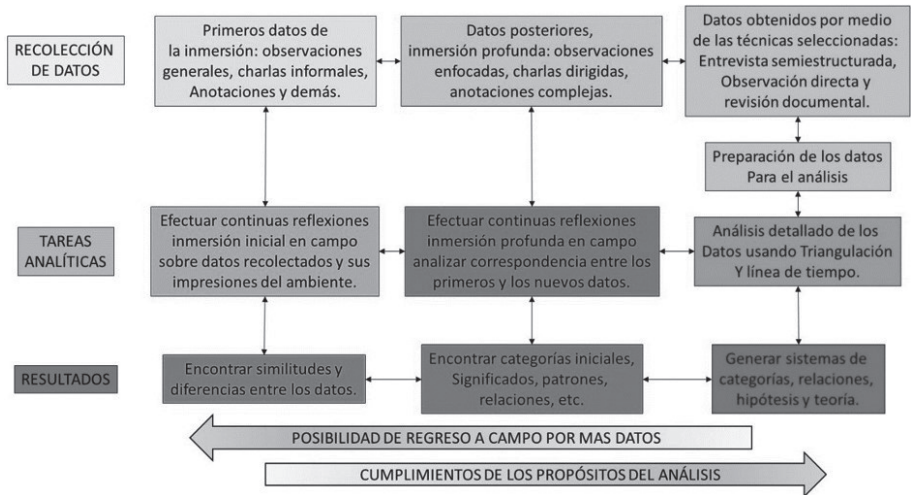 RECOLECCIÓN
DE DATOS
Primeros datos de
la inmersión: observaciones
generales, charlas informales,
Anotaciones y demás.
Datos posteriores,
inmersión profunda: observaciones
enfocadas, charlas dirigidas,
anotaciones complejas.
Datos obtenidos por medio
de las técnicas seleccionadas:
Entrevista semiestructurada,
Observación directa y
revisión documental.
Preparación de los datos
Para el análisis
TAREAS
ANALÍTICAS
Efectuar continuas reflexiones
inmersión inicial en campo
sobre datos recolectados y sus
impresiones del ambiente.
Efectuar continuas reflexiones
inmersión profunda en campo
analizar correspondencia entre los
primeros y los nuevos datos.
Análisis detallado de los
Datos usando Triangulación
Y línea de tiempo.
RESULTADOS
Encontrar similitudes y
diferencias entre los datos.
Encontrar categorías iniciales,
Significados, patrones,
relaciones, etc.
Generar sistemas de
categorías, relaciones,
hipótesis y teoría.
POSIBILIDAD DE REGRESO A CAMPO POR MAS DATOS
CUMPLIMIENTOS DE LOS PROPÓSITOS DEL ANÁLISIS